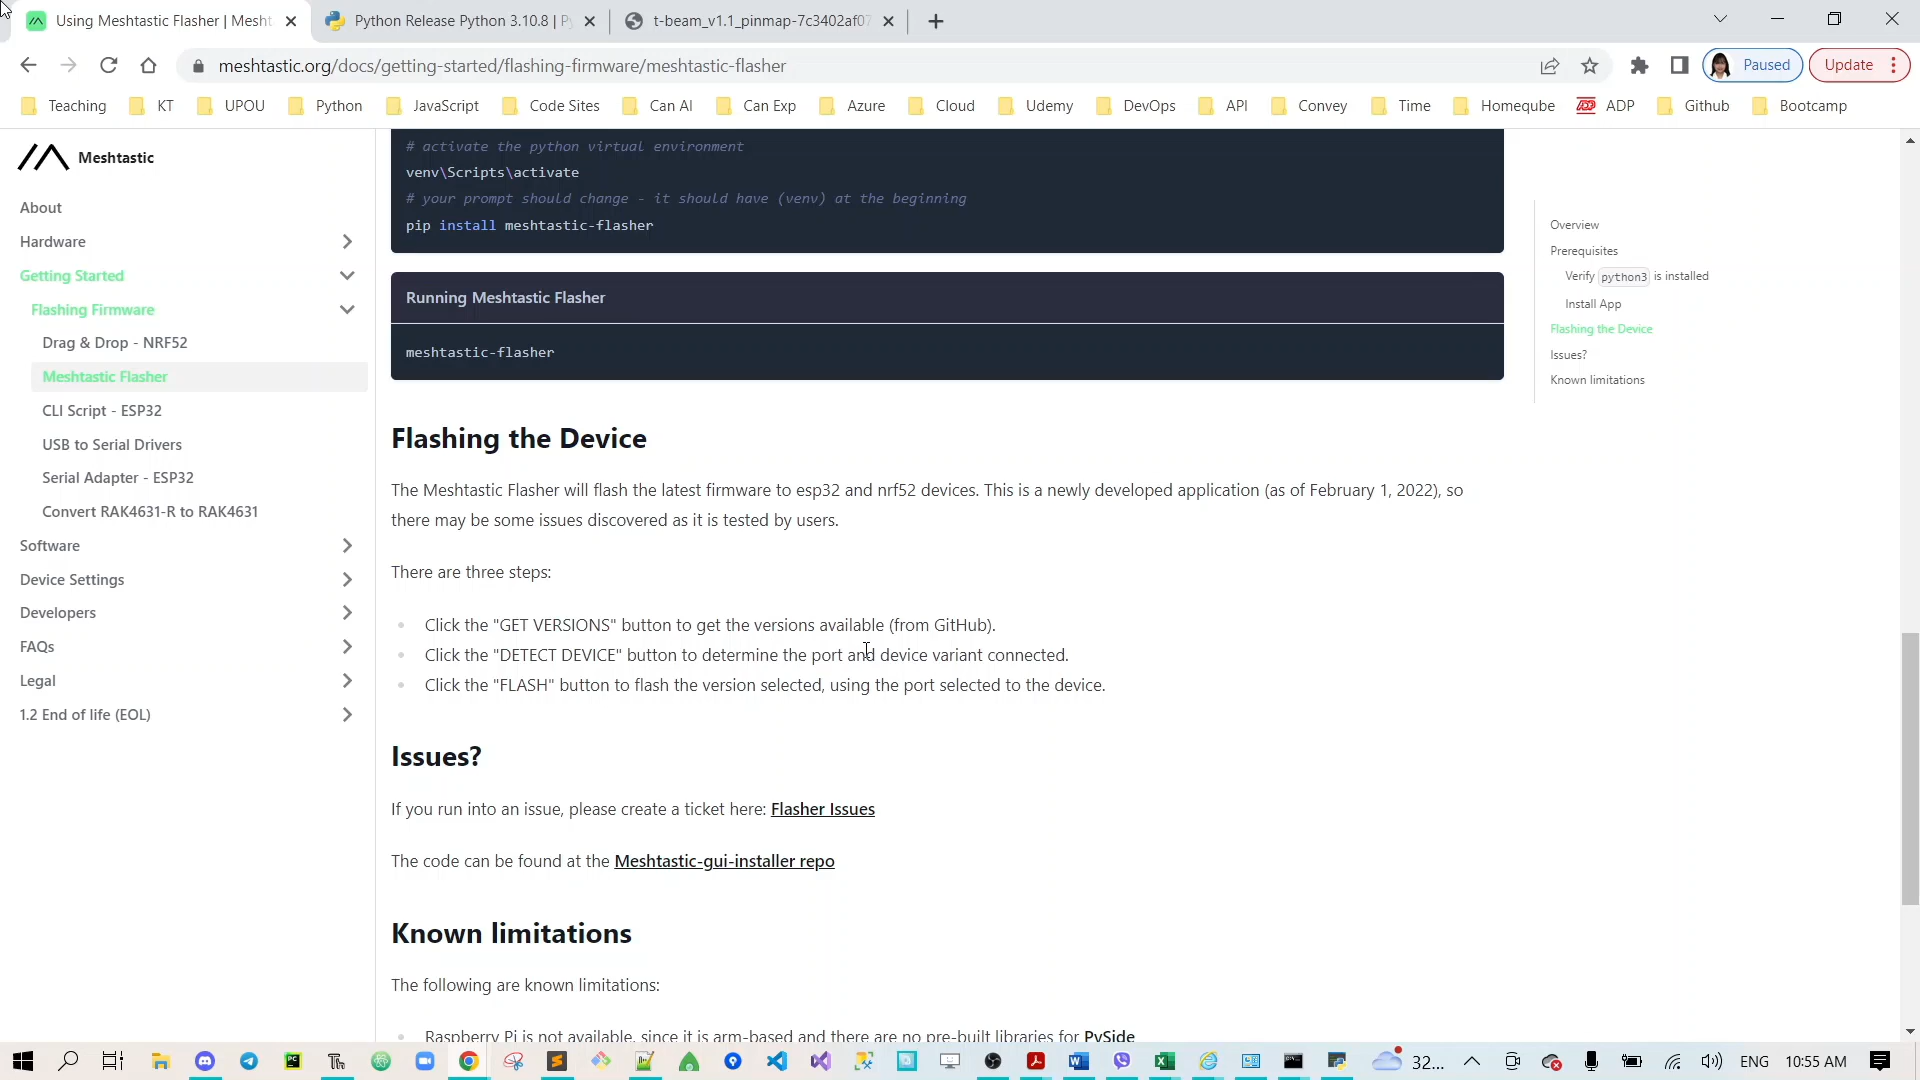 Using Meshtastic Flasher | Mesht
Python Release Python 3.10.8 | Py
t-beam_v1.1_pinmap-7c3402af07
meshtastic.org/docs/getting-started/flashing-firmware/meshtastic-flasher
Paused
Update
Teaching
KT
UPOU
Python
JavaScript
Code Sites
Can AI
Can Exp
Azure
Cloud
Udemy
DevOps
API
Convey
Time
Homeqube
ADP
Github
Bootcamp
Meshtastic
About
Hardware
Getting Started
Flashing Firmware
Drag & Drop - NRF52
Meshtastic Flasher
CLI Script - ESP32
USB to Serial Drivers
Serial Adapter - ESP32
Convert RAK4631-R to RAK4631
Software
Device Settings
Developers
FAQs
Legal
1.2 End of life (EOL)
# activate the python virtual environment
venv\Scripts\activate
# your prompt should change - it should have (venv) at the beginning
pip install meshtastic-flasher
Running Meshtastic Flasher
meshtastic-flasher
Flashing the Device
The Meshtastic Flasher will flash the latest firmware to esp32 and nrf52 devices. This is a newly developed application (as of February 1, 2022), so
there may be some issues discovered as it is tested by users.
There are three steps:
Click the "GET VERSIONS" button to get the versions available (from GitHub).
Click the "DETECT DEVICE" button to determine the port and device variant connected.
Click the "FLASH" button to flash the version selected, using the port selected to the device.
Issues?
If you run into an issue, please create a ticket here: Flasher Issues
The code can be found at the Meshtastic-gui-installer repo
Known limitations
The following are known limitations:
Raspberry Pi is not available, since it is arm-based and there are no pre-built libraries for PySide
Overview
Prerequisites
Verify python3 is installed
Install App
Flashing the Device
Issues?
Known limitations
32...
ENG
10:55 AM